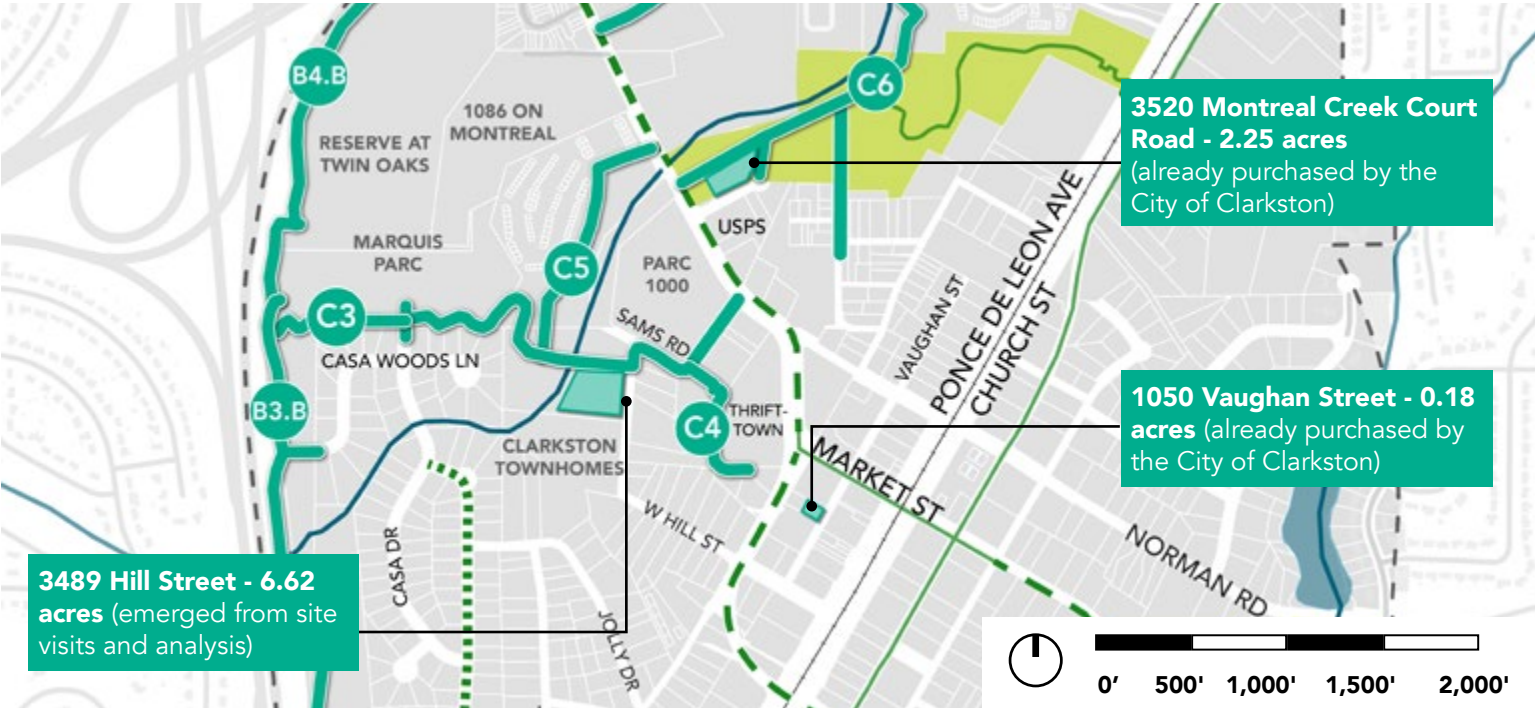 B4.B
1086 ON
MONTREAL
RESERVE AT
TWIN OAKS
C6
3520 Montreal Creek Court
Road - 2.25 acres
(already purchased by the
City of Clarkston)
USPS
MARQUIS
PARC
C5
PARC
1000
C3
SAMS RD
CASA WOODS LN
VAUGHAN ST
PONCE DE LEON AVE
CHURCH ST
B3.B
C4
THRIFT-
TOWN
1050 Vaughan Street - 0.18
acres (already purchased by
the City of Clarkston)
CLARKSTON
TOWNHOMES
MARKET ST
W HILL ST
NORMAN RD
CASA DR
3489 Hill Street - 6.62
acres (emerged from site
visits and analysis)
JOLLY DR
0’ 500' 1,000' 1,500' 2,000'